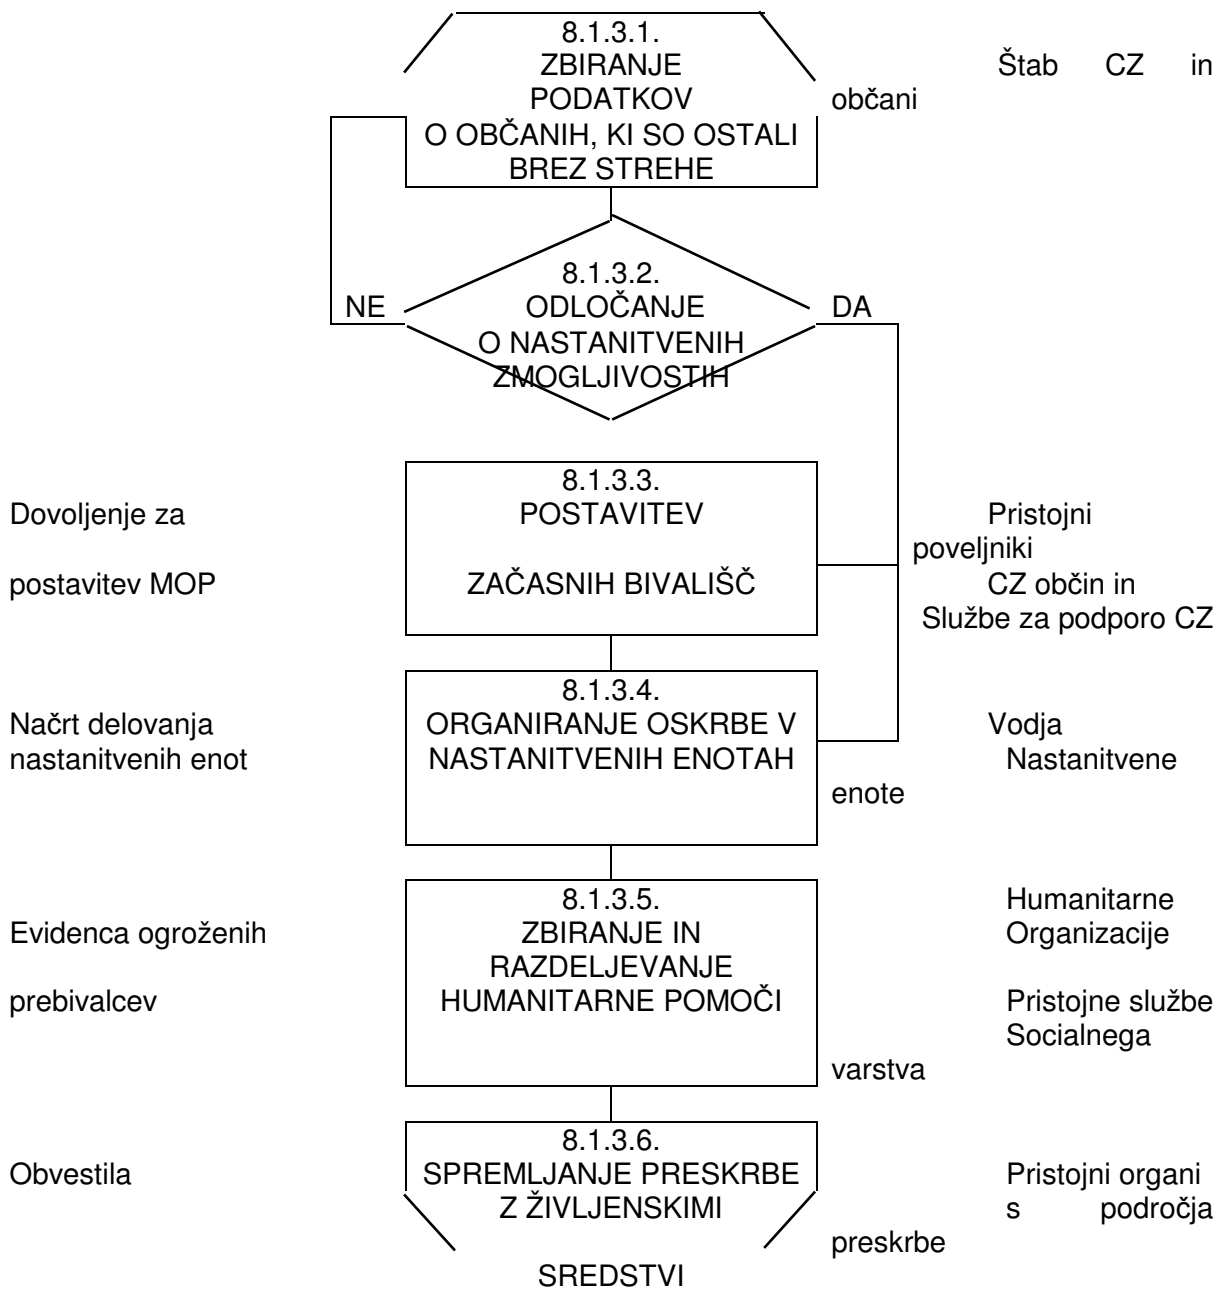 8.1.3.1.
ZBIRANJE
Štab CZ in
PODATKOV
občani
O OBČANIH, KI SO OSTALI
BREZ STREHE
8.1.3.2.
NE
ODLOČANJE
DA
O NASTANITVENIH
ZMOGLJIVOSTIH
8.1.3.3.
Dovoljenje za
POSTAVITEV
Pristojni
poveljniki
postavitev MOP
ZAČASNIH BIVALIŠČ
CZ občin in
Službe za podporo CZ
8.1.3.4.
Načrt delovanja
ORGANIRANJE OSKRBE V
Vodja
nastanitvenih enot
NASTANITVENIH ENOTAH
Nastanitvene
enote
8.1.3.5.
Humanitarne
Evidenca ogroženih
ZBIRANJE IN
Organizacije
RAZDELJEVANJE
prebivalcev
HUMANITARNE POMOČI
Pristojne službe
Socialnega
varstva
8.1.3.6.
Obvestila
SPREMLJANJE PRESKRBE
Pristojni organi
Z ŽIVLJENSKIMI
s področja
preskrbe
SREDSTVI